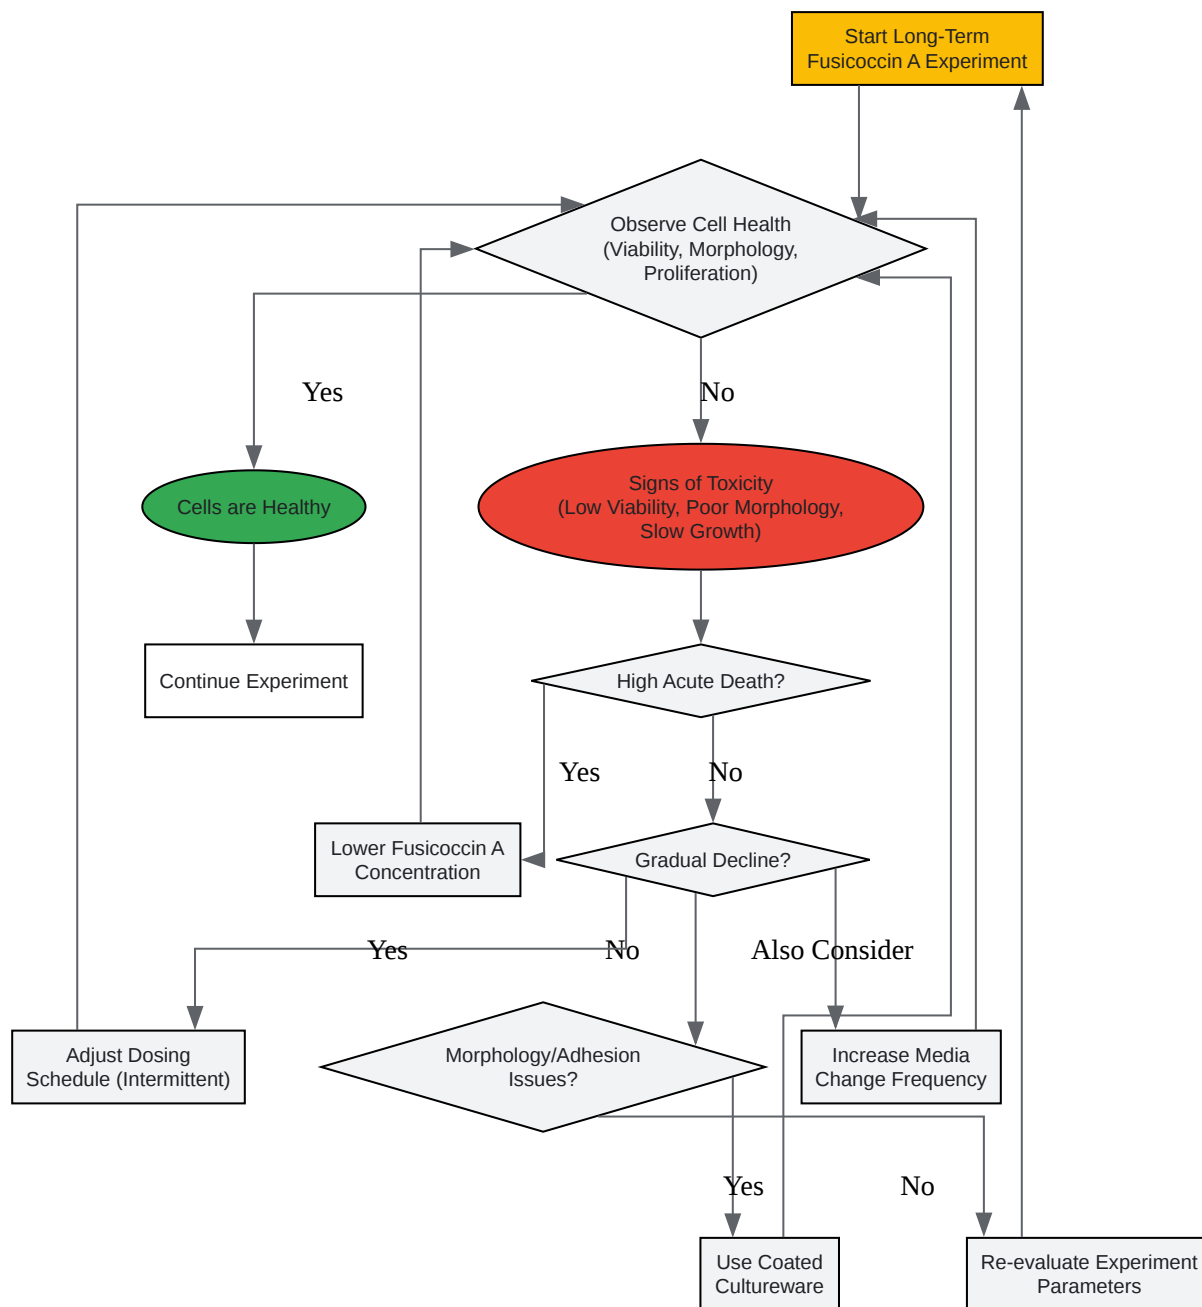 Start Long-Term
Fusicoccin A Experiment
Observe Cell Health
(Viability, Morphology,
Proliferation)
Yes
No
Cells are Healthy
Signs of Toxicity
(Low Viability, Poor Morphology,
Slow Growth)
Continue Experiment
High Acute Death?
Yes
No
Lower Fusicoccin A
Concentration
Gradual Decline?
Yes
No
Also Consider
Adjust Dosing
Schedule (Intermittent)
Morphology/Adhesion
Issues?
Increase Media
Change Frequency
Yes
No
Use Coated
Cultureware
Re-evaluate Experiment
Parameters